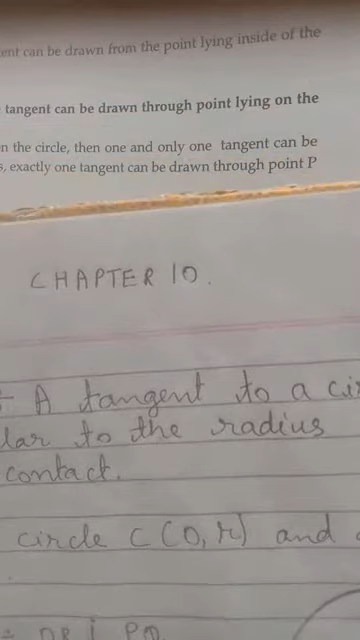 ent can be drawn from the point lying inside of the
tangent can be drawn through point lying on the
n the circle, then one and only one tangent can be
s, exactly one tangent can be drawn through point P
CHAPTER 10.
A tangent to a cir
lar to the radius
contact.
circle C(O,r) and
PQ.